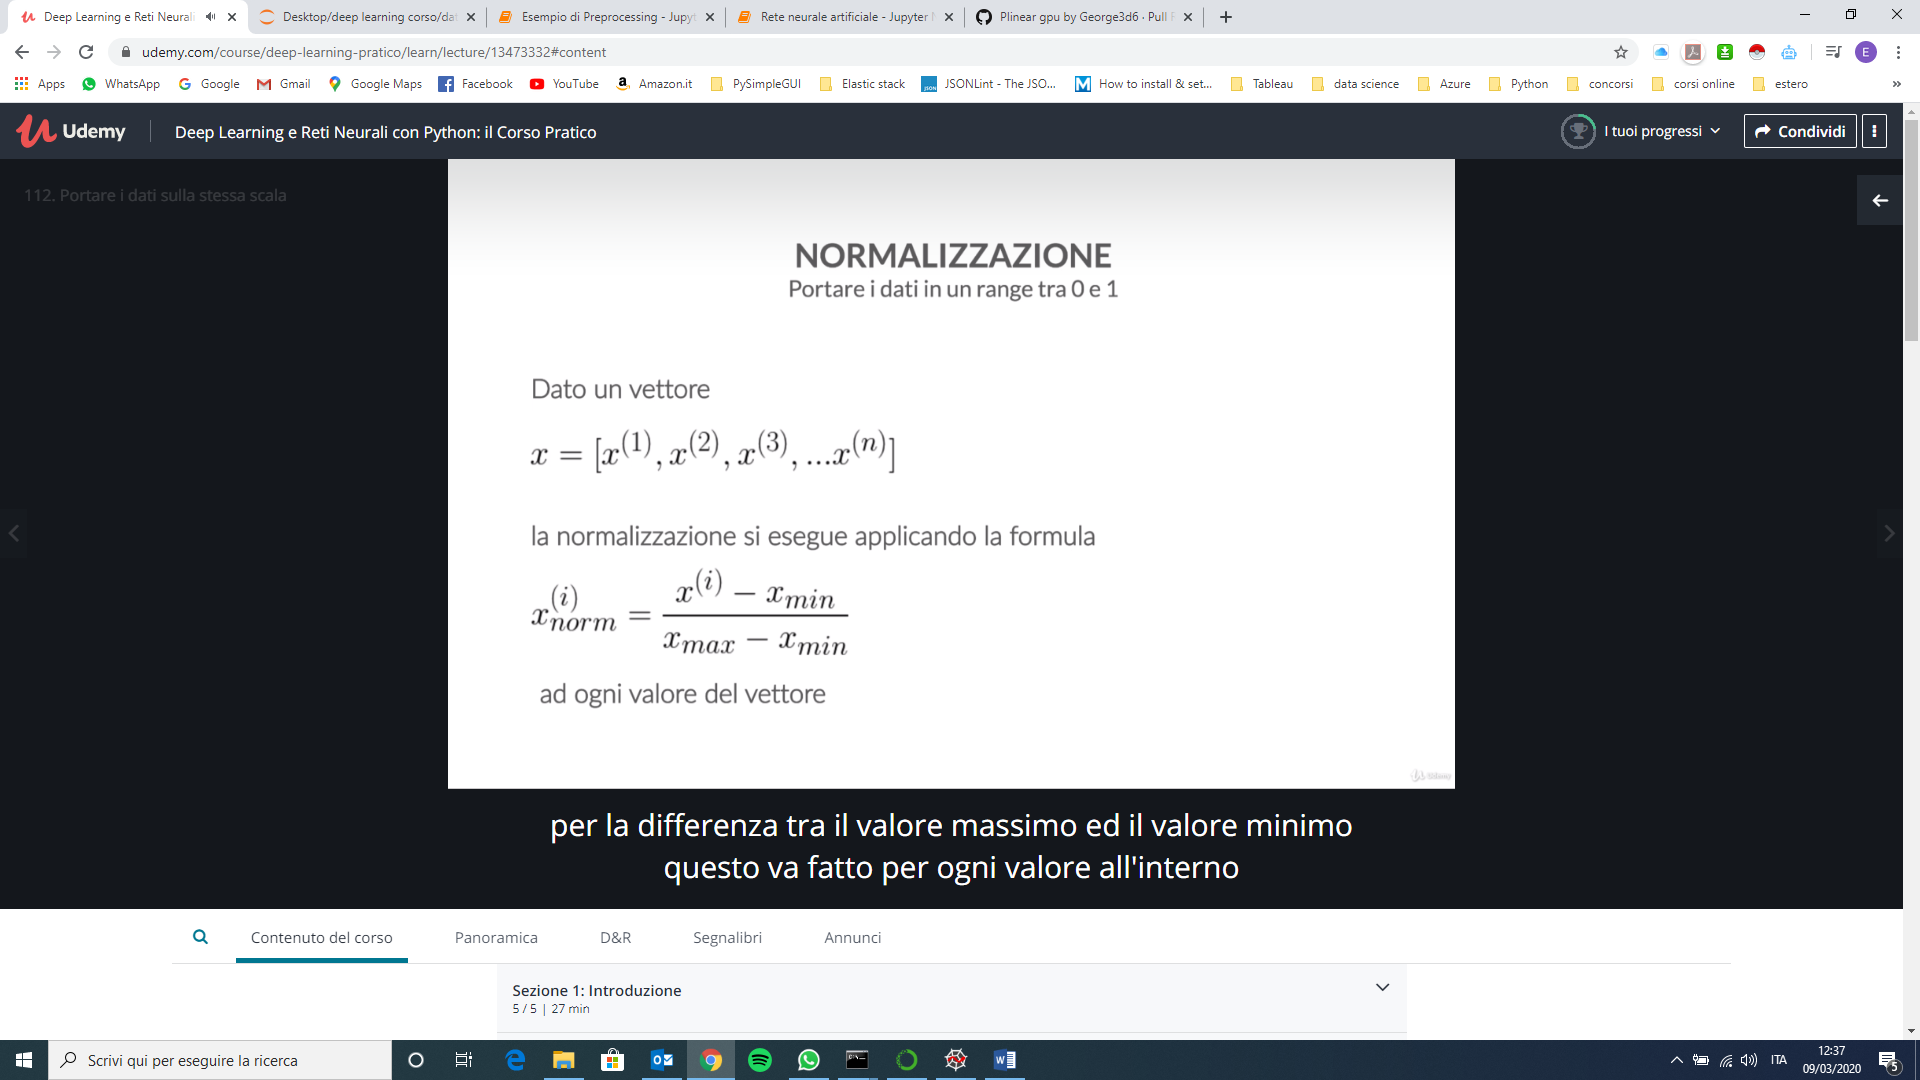 Deep Learning e Reti Neurali
Desktop/deep learning corso/dat
Esempio di Preprocessing - Jupyt
Rete neurale artificiale - Jupyter N
Plinear gpu by George3d6 · Pull R
udemy.com/course/deep-learning-pratico/learn/lecture/13473332#content
E
Apps
WhatsApp
Google
Gmail
Google Maps
Facebook
YouTube
Amazon.it
PySimpleGUI
Elastic stack
JSONLint - The JSO...
How to install & set...
Tableau
data science
Azure
Python
concorsi
corsi online
estero
»
Udemy
Deep Learning e Reti Neurali con Python: il Corso Pratico
I tuoi progressi
Condividi
112. Portare i dati sulla stessa scala
NORMALIZZAZIONE
Portare i dati in un range tra 0 e 1
Dato un vettore
x = [x^(1), x^(2), x^(3), ...x^(n)]
la normalizzazione si esegue applicando la formula
x_norm^(i) = (x^(i) − x_min) / (x_max − x_min)
ad ogni valore del vettore
Udemy
per la differenza tra il valore massimo ed il valore minimo
questo va fatto per ogni valore all'interno
Contenuto del corso
Panoramica
D&R
Segnalibri
Annunci
Sezione 1: Introduzione
5 / 5 | 27 min
Scrivi qui per eseguire la ricerca
ITA
12:37
09/03/2020
5